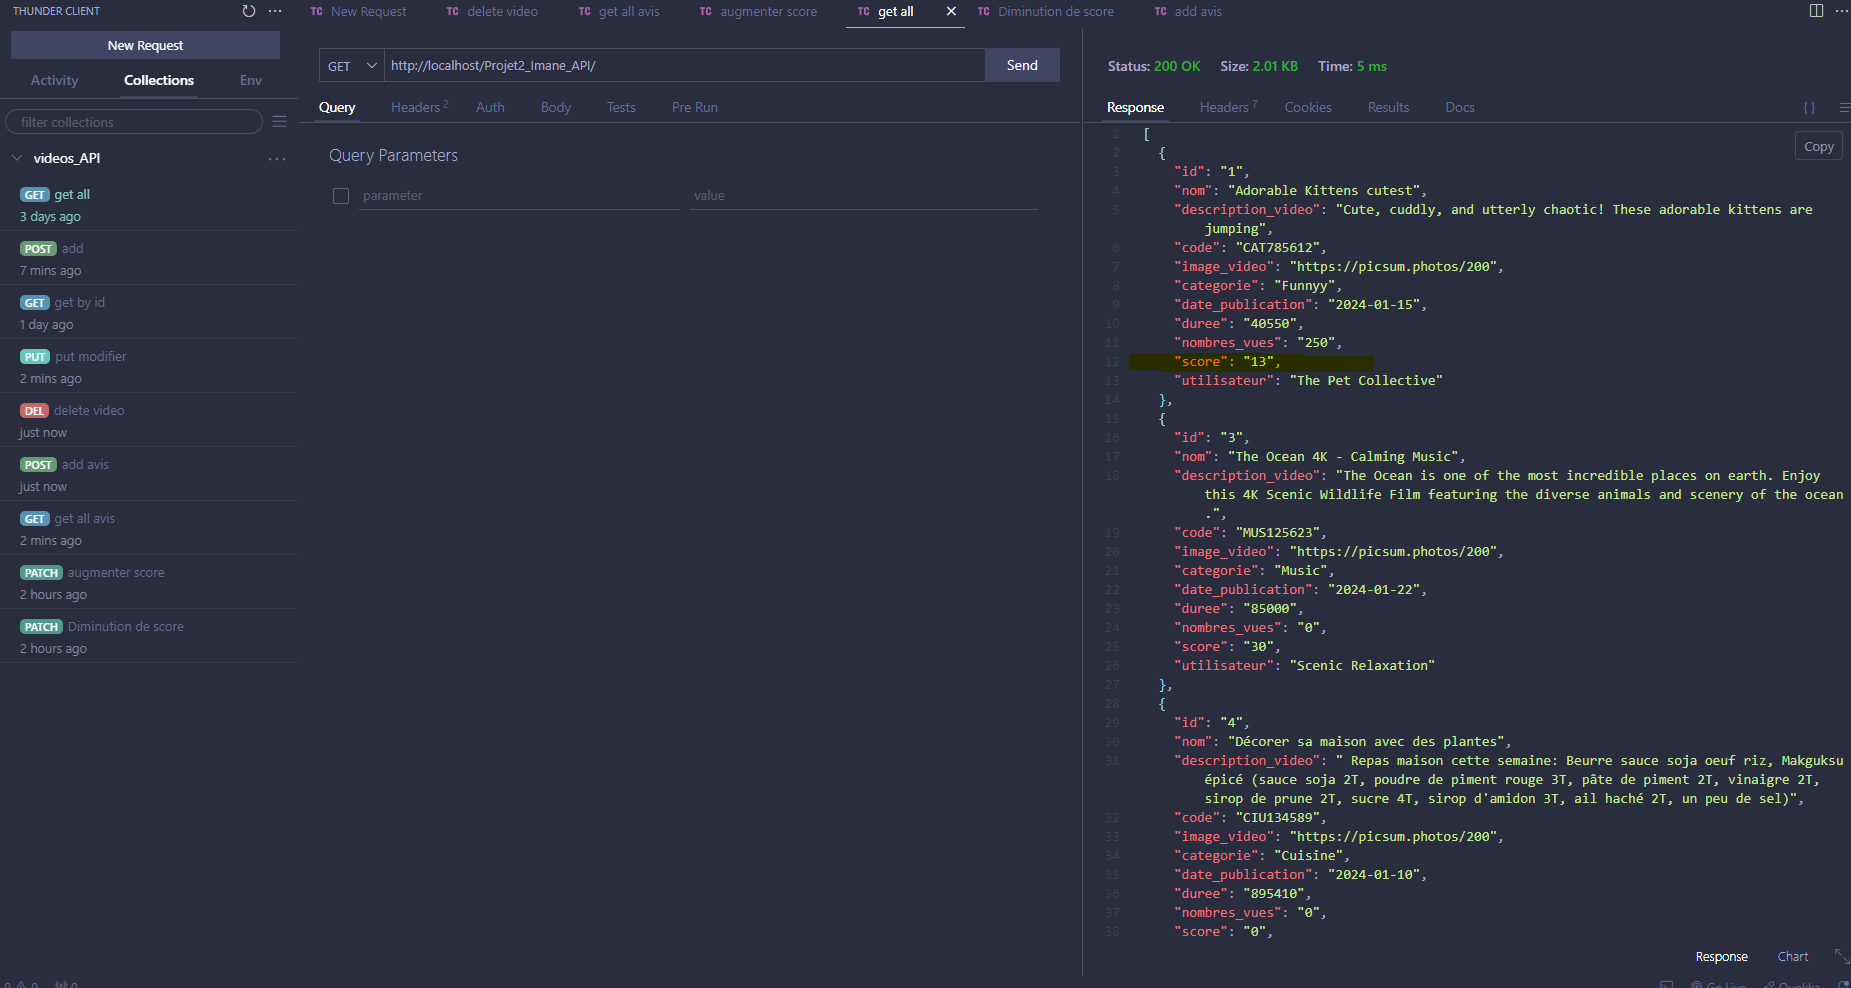 THUNDER CLIENT
New Request
Activity Collections Env
filter collections
videos_API
GET get all
3 days ago
POST add
7 mins ago
GET get by id
1 day ago
PUT put modifier
2 mins ago
DEL delete video
just now
POST add avis
just now
GET get all avis
2 mins ago
PATCH augmenter score
2 hours ago
PATCH Diminution de score
2 hours ago
TC New Request TC delete video TC get all avis TC augmenter score TC get all TC Diminution de score TC add avis
GET http://localhost/Projet2_Imane_API/ Send
Query Headers 2 Auth Body Tests Pre Run
Query Parameters
parameter value
Status: 200 OK Size: 2.01 KB Time: 5 ms
Response Headers 7 Cookies Results Docs { }
Copy
1 [
2 {
3 "id": "1",
4 "nom": "Adorable Kittens cutest",
5 "description_video": "Cute, cuddly, and utterly chaotic! These adorable kittens are
jumping",
6 "code": "CAT785612",
7 "image_video": "https://picsum.photos/200",
8 "categorie": "Funnyy",
9 "date_publication": "2024-01-15",
10 "duree": "40550",
11 "nombres_vues": "250",
12 "score": "13",
13 "utilisateur": "The Pet Collective"
14 },
15 {
16 "id": "3",
17 "nom": "The Ocean 4K - Calming Music",
18 "description_video": "The Ocean is one of the most incredible places on earth. Enjoy
this 4K Scenic Wildlife Film featuring the diverse animals and scenery of the ocean
.",
19 "code": "MUS125623",
20 "image_video": "https://picsum.photos/200",
21 "categorie": "Music",
22 "date_publication": "2024-01-22",
23 "duree": "85000",
24 "nombres_vues": "0",
25 "score": "30",
26 "utilisateur": "Scenic Relaxation"
27 },
28 {
29 "id": "4",
30 "nom": "Décorer sa maison avec des plantes",
31 "description_video": " Repas maison cette semaine: Beurre sauce soja oeuf riz, Makguksu
épicé (sauce soja 2T, poudre de piment rouge 3T, pâte de piment 2T, vinaigre 2T,
sirop de prune 2T, sucre 4T, sirop d'amidon 3T, ail haché 2T, un peu de sel)",
32 "code": "CIU134589",
33 "image_video": "https://picsum.photos/200",
34 "categorie": "Cuisine",
35 "date_publication": "2024-01-10",
36 "duree": "895410",
37 "nombres_vues": "0",
38 "score": "0",
Response Chart
Go Live Quokka